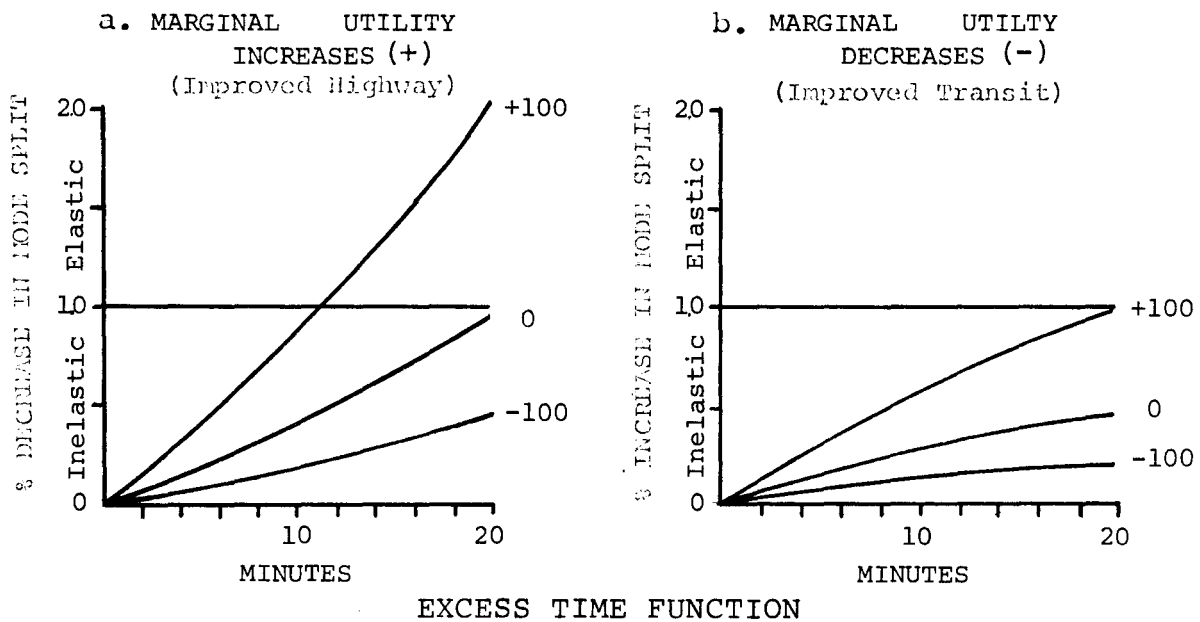 a. MARGINAL UTILITY
INCREASES (+)
(Improved Highway)
% DECREASE IN MODE SPLIT
Inelastic Elastic
2.0
1.0
0
+100
0
-100
10
20
MINUTES
b. MARGINAL UTILTY
DECREASES (-)
(Improved Transit)
% INCREASE IN MODE SPLIT
Inelastic Elastic
2.0
1.0
0
+100
0
-100
10
20
MINUTES
EXCESS TIME FUNCTION